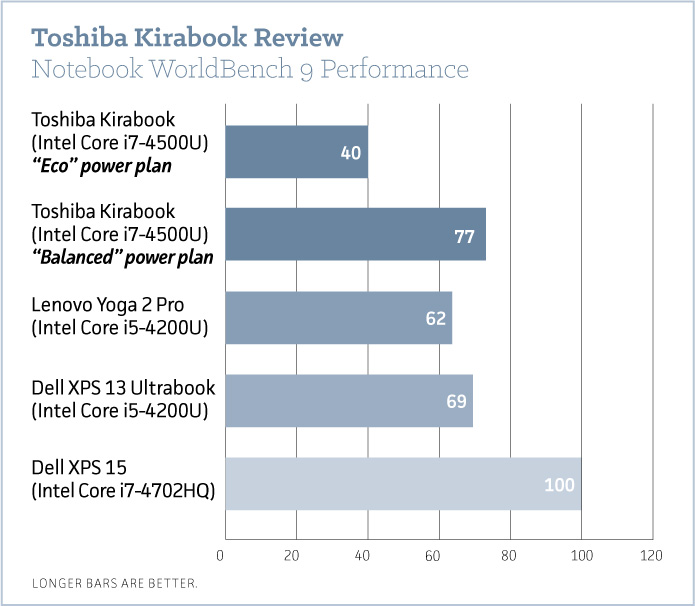 Toshiba Kirabook Review
Notebook WorldBench 9 Performance
Toshiba Kirabook
(Intel Core i7-4500U)
“Eco” power plan
40
Toshiba Kirabook
(Intel Core i7-4500U)
“Balanced” power plan
77
Lenovo Yoga 2 Pro
(Intel Core i5-4200U)
62
Dell XPS 13 Ultrabook
(Intel Core i5-4200U)
69
Dell XPS 15
(Intel Core i7-4702HQ)
100
0 20 40 60 80 100 120
LONGER BARS ARE BETTER.